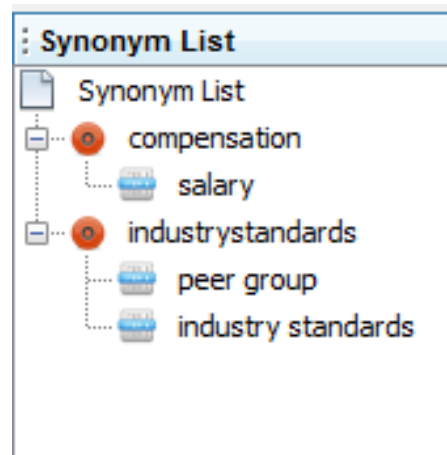 Synonym List
Synonym List
compensation
salary
industrystandards
peer group
industry standards